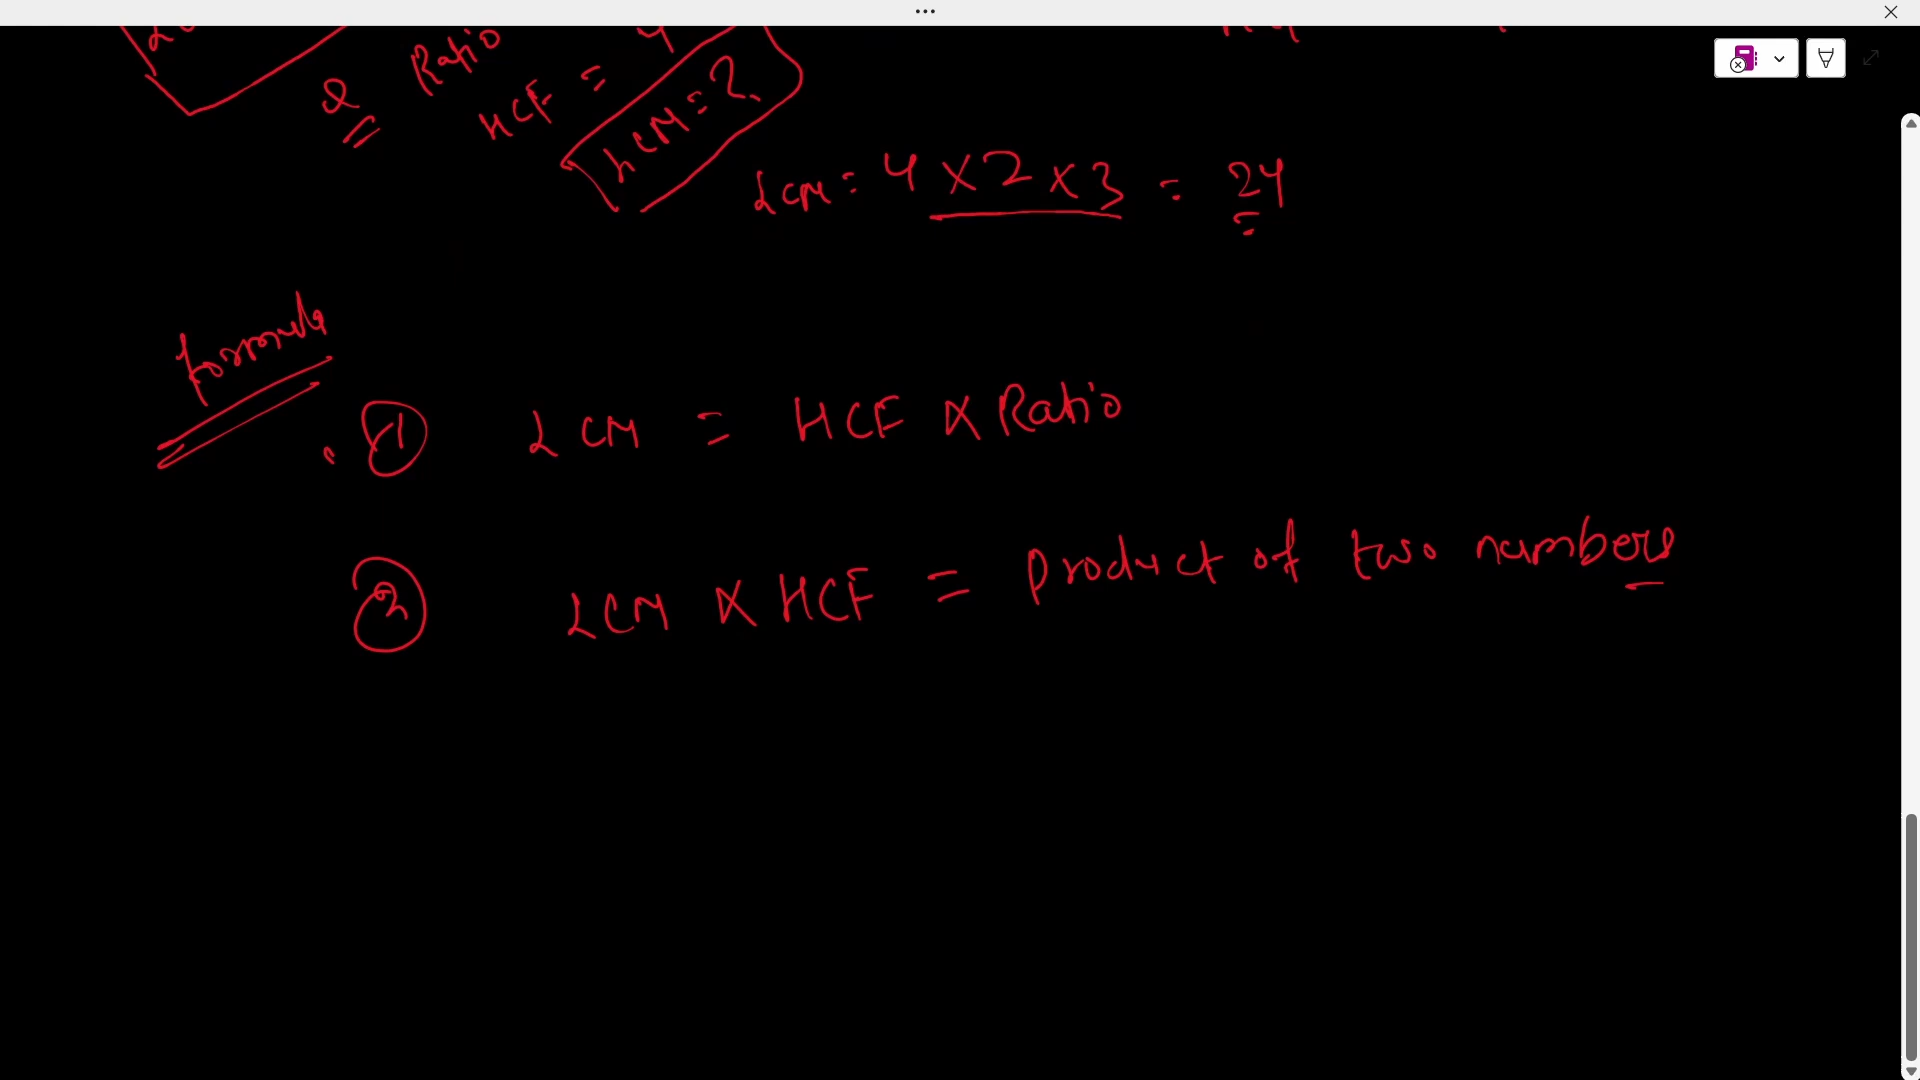 Q Ratio
HCF = 4
LCM = ?
LCM = 4 × 2 × 3 = 24
formula
① LCM = HCF × Ratio
② LCM × HCF = Product of two numbers